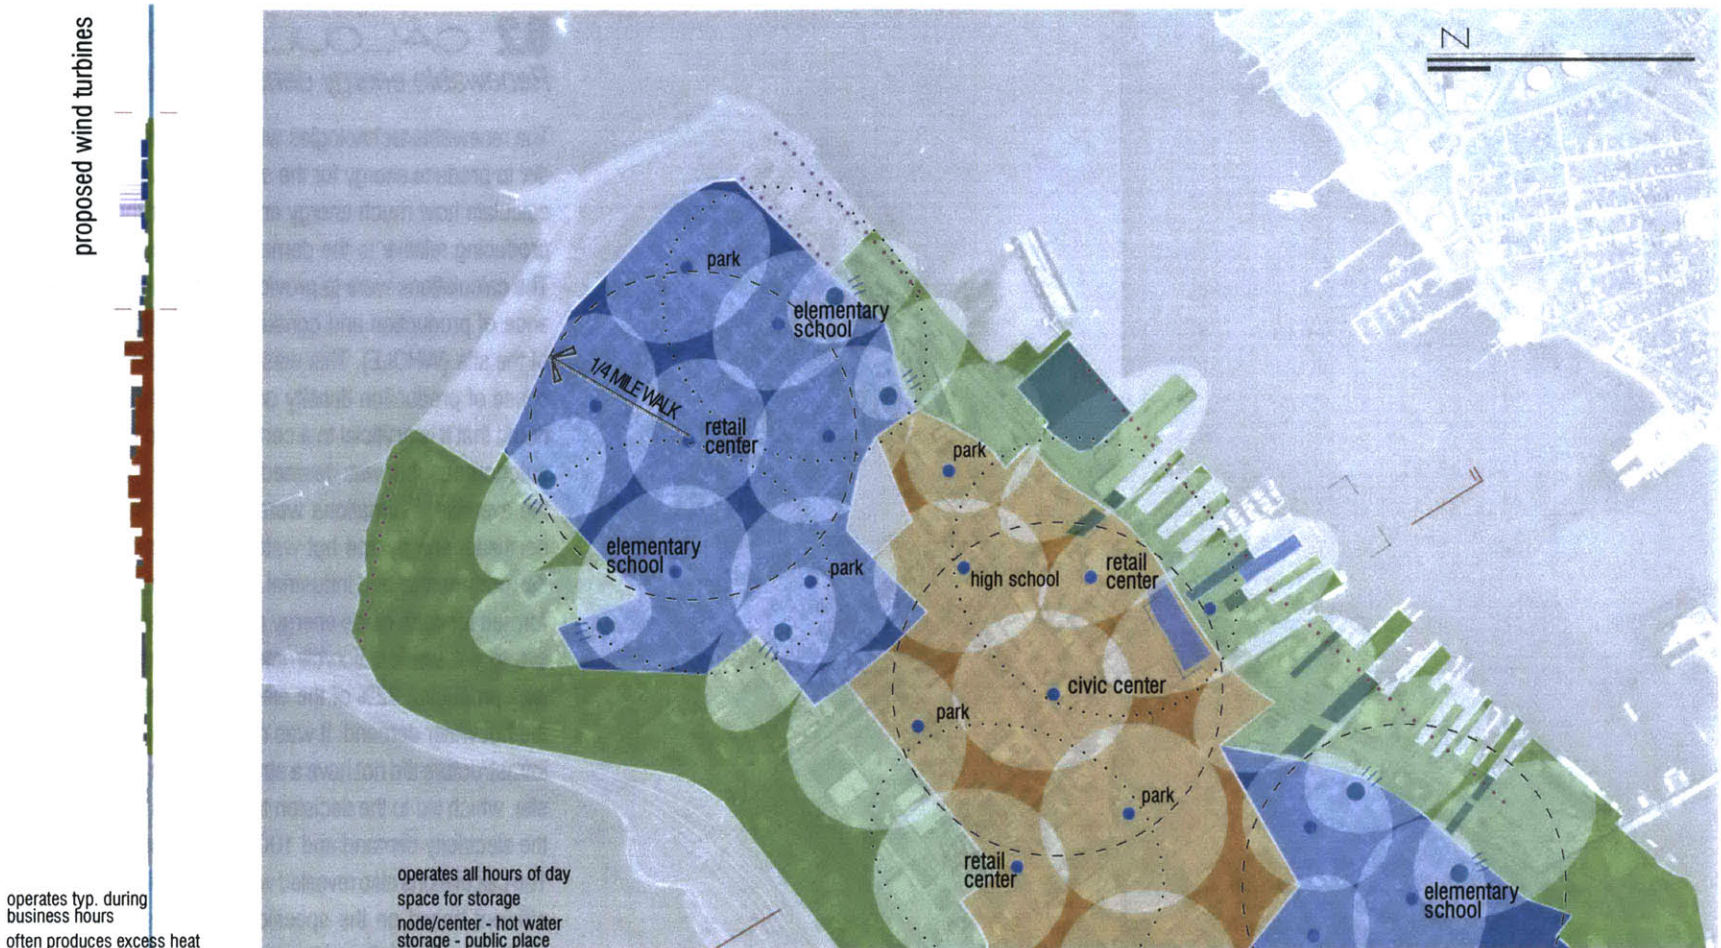 proposed wind turbines
N
park
elementary
school
1/4 MILE WALK
retail
center
park
elementary
school
park
high school
retail
center
civic center
park
park
retail
center
elementary
school
operates typ. during
business hours
often produces excess heat
operates all hours of day
space for storage
node/center - hot water
storage - public place